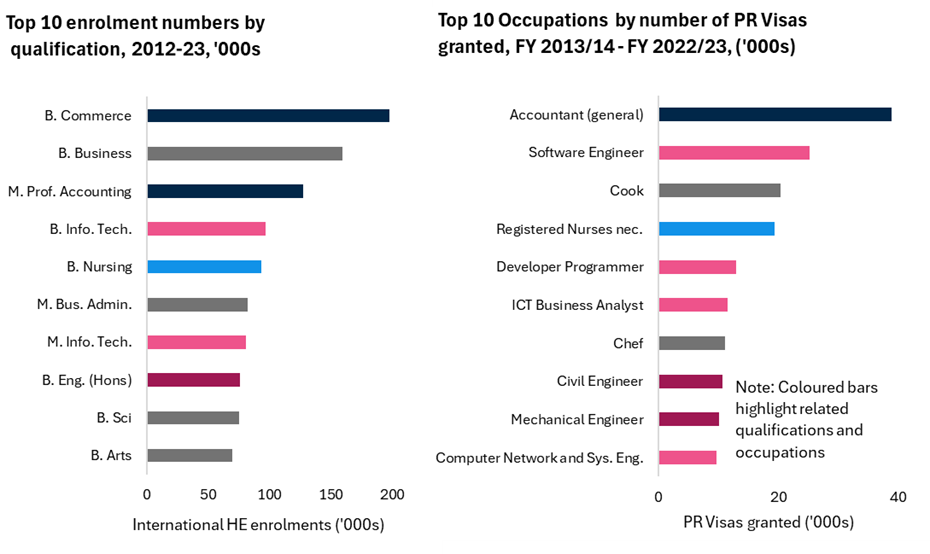 Top 10 enrolment numbers by
qualification, 2012-23, '000s
B. Commerce
B. Business
M. Prof. Accounting
B. Info. Tech.
B. Nursing
M. Bus. Admin.
M. Info. Tech.
B. Eng. (Hons)
B. Sci
B. Arts
0 50 100 150 200
International HE enrolments ('000s)
Top 10 Occupations by number of PR Visas
granted, FY 2013/14 - FY 2022/23, ('000s)
Accountant (general)
Software Engineer
Cook
Registered Nurses nec.
Developer Programmer
ICT Business Analyst
Chef
Civil Engineer
Mechanical Engineer
Computer Network and Sys. Eng.
Note: Coloured bars
highlight related
qualifications and
occupations
0 20 40
PR Visas granted ('000s)